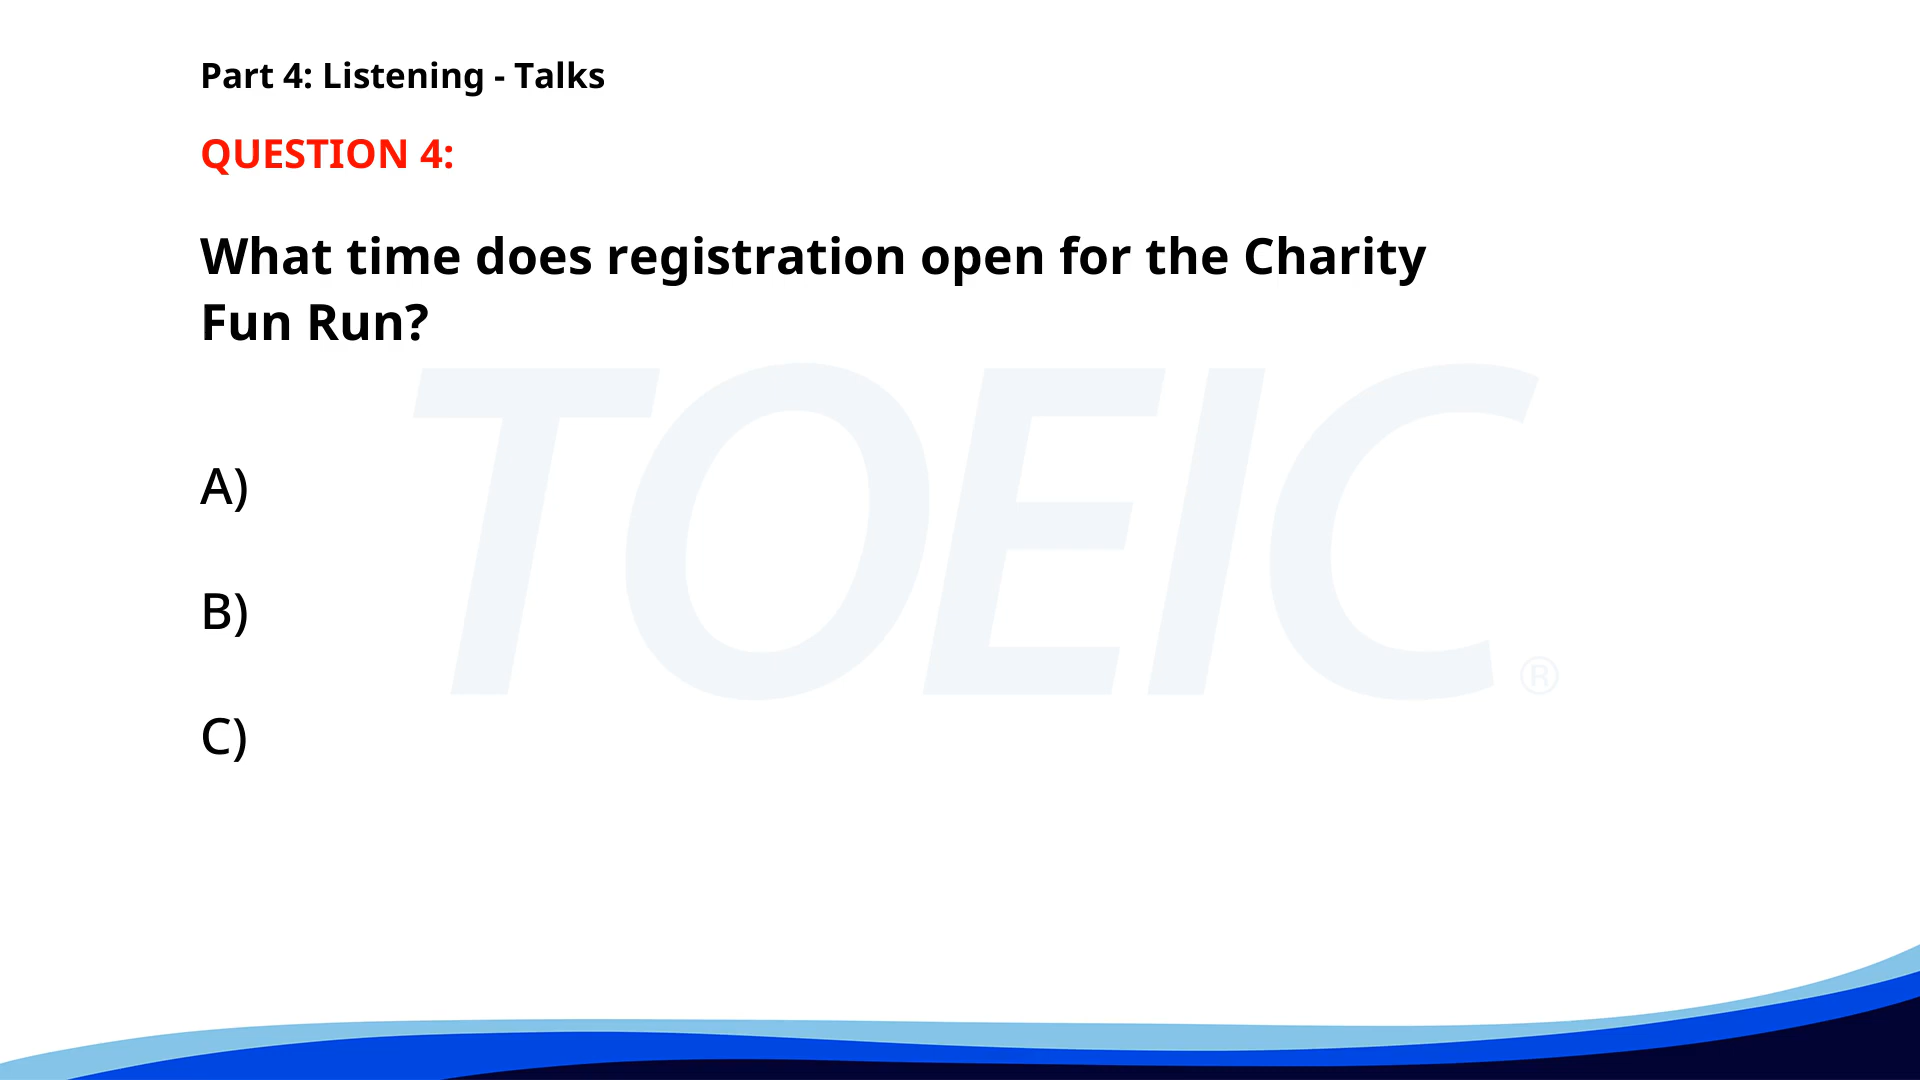 Part 4: Listening - Talks
QUESTION 4:
What time does registration open for the Charity
Fun Run?
TOEIC®
A)
B)
C)